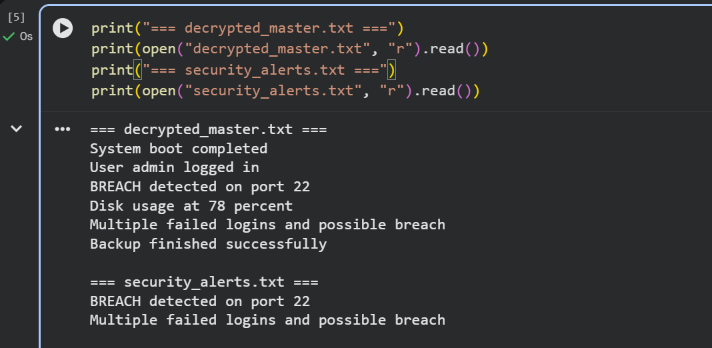 [5]
0s
print("=== decrypted_master.txt ===")
print(open("decrypted_master.txt", "r").read())
print("=== security_alerts.txt ===")
print(open("security_alerts.txt", "r").read())
=== decrypted_master.txt ===
System boot completed
User admin logged in
BREACH detected on port 22
Disk usage at 78 percent
Multiple failed logins and possible breach
Backup finished successfully
=== security_alerts.txt ===
BREACH detected on port 22
Multiple failed logins and possible breach